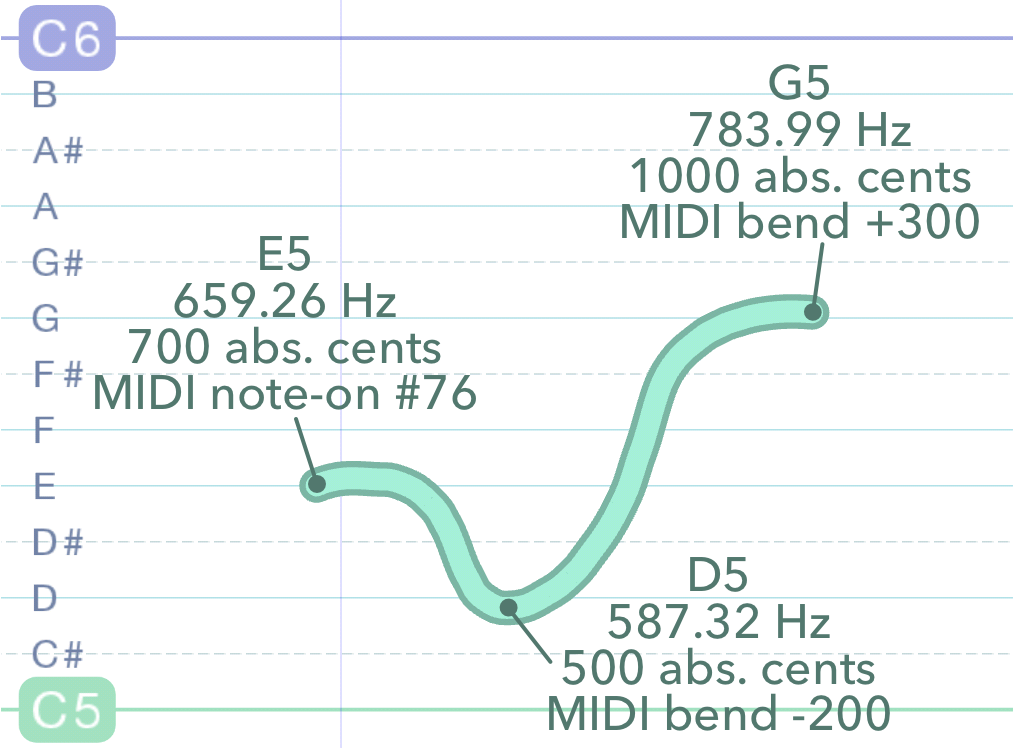 C6
B
A#
A
G#
G
F#
F
E
D#
D
C#
C5
G5
783.99 Hz
1000 abs. cents
MIDI bend +300
E5
659.26 Hz
700 abs. cents
MIDI note-on #76
D5
587.32 Hz
500 abs. cents
MIDI bend -200